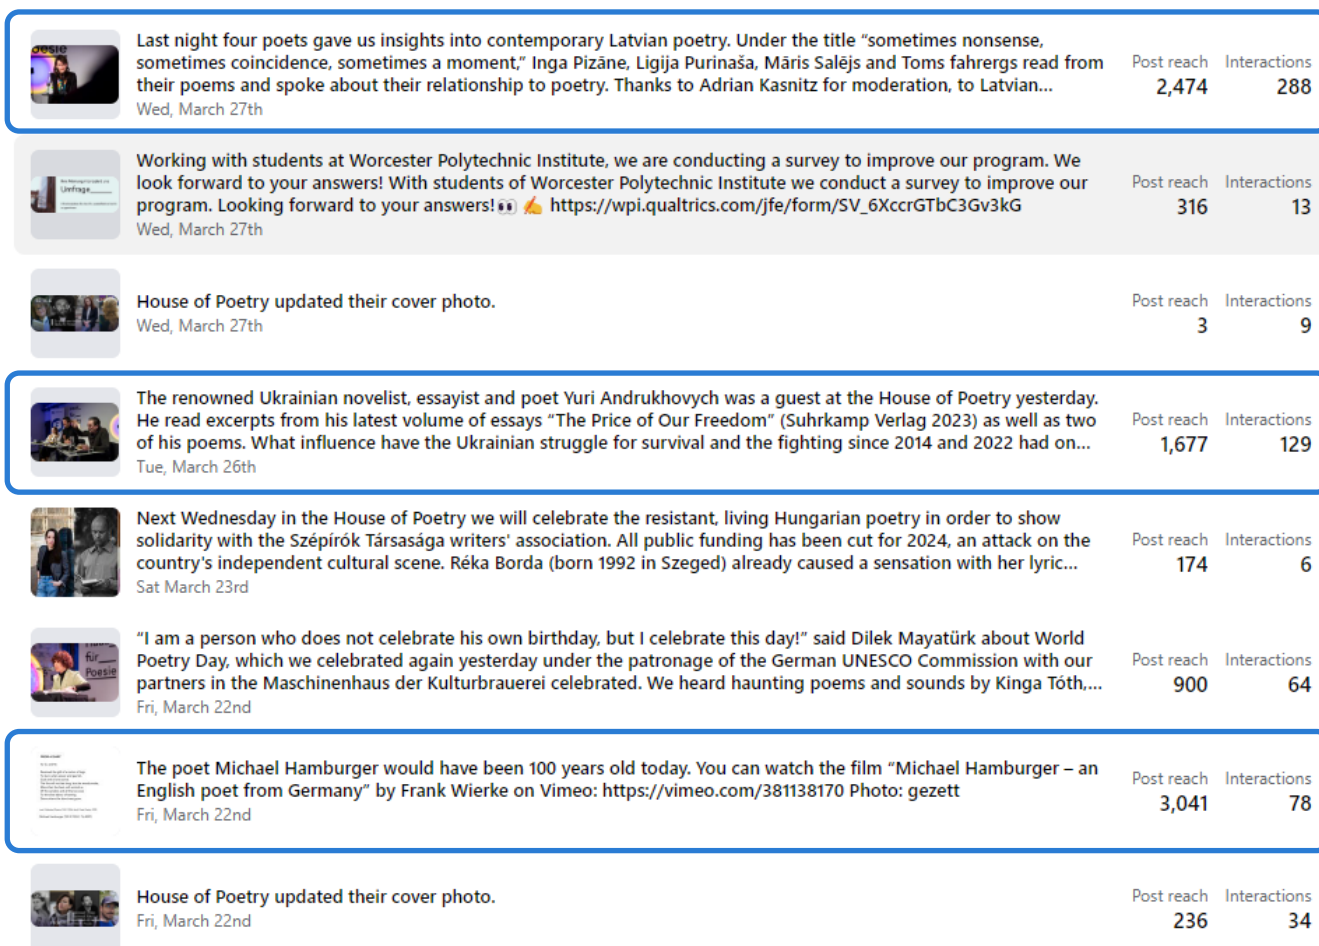 Last night four poets gave us insights into contemporary Latvian poetry. Under the title “sometimes nonsense,
sometimes coincidence, sometimes a moment,” Inga Pizāne, Ligija Purinaša, Māris Salējs and Toms fahrergs read from
their poems and spoke about their relationship to poetry. Thanks to Adrian Kasnitz for moderation, to Latvian...
Wed, March 27th
Post reach Interactions
2,474 288
Working with students at Worcester Polytechnic Institute, we are conducting a survey to improve our program. We
look forward to your answers! With students of Worcester Polytechnic Institute we conduct a survey to improve our
program. Looking forward to your answers!👀 ✍️ https://wpi.qualtrics.com/jfe/form/SV_6XccrGTbC3Gv3kG
Wed, March 27th
Umfrage
Post reach Interactions
316 13
House of Poetry updated their cover photo.
Wed, March 27th
Post reach Interactions
3 9
The renowned Ukrainian novelist, essayist and poet Yuri Andrukhovych was a guest at the House of Poetry yesterday.
He read excerpts from his latest volume of essays “The Price of Our Freedom” (Suhrkamp Verlag 2023) as well as two
of his poems. What influence have the Ukrainian struggle for survival and the fighting since 2014 and 2022 had on...
Tue, March 26th
Post reach Interactions
1,677 129
Next Wednesday in the House of Poetry we will celebrate the resistant, living Hungarian poetry in order to show
solidarity with the Szépírók Társasága writers' association. All public funding has been cut for 2024, an attack on the
country's independent cultural scene. Réka Borda (born 1992 in Szeged) already caused a sensation with her lyric...
Sat March 23rd
Post reach Interactions
174 6
“I am a person who does not celebrate his own birthday, but I celebrate this day!” said Dilek Mayatürk about World
Poetry Day, which we celebrated again yesterday under the patronage of the German UNESCO Commission with our
partners in the Maschinenhaus der Kulturbrauerei celebrated. We heard haunting poems and sounds by Kinga Tóth,...
Fri, March 22nd
für
Poesie
Post reach Interactions
900 64
The poet Michael Hamburger would have been 100 years old today. You can watch the film “Michael Hamburger – an
English poet from Germany” by Frank Wierke on Vimeo: https://vimeo.com/381138170 Photo: gezett
Fri, March 22nd
Post reach Interactions
3,041 78
House of Poetry updated their cover photo.
Fri, March 22nd
Post reach Interactions
236 34